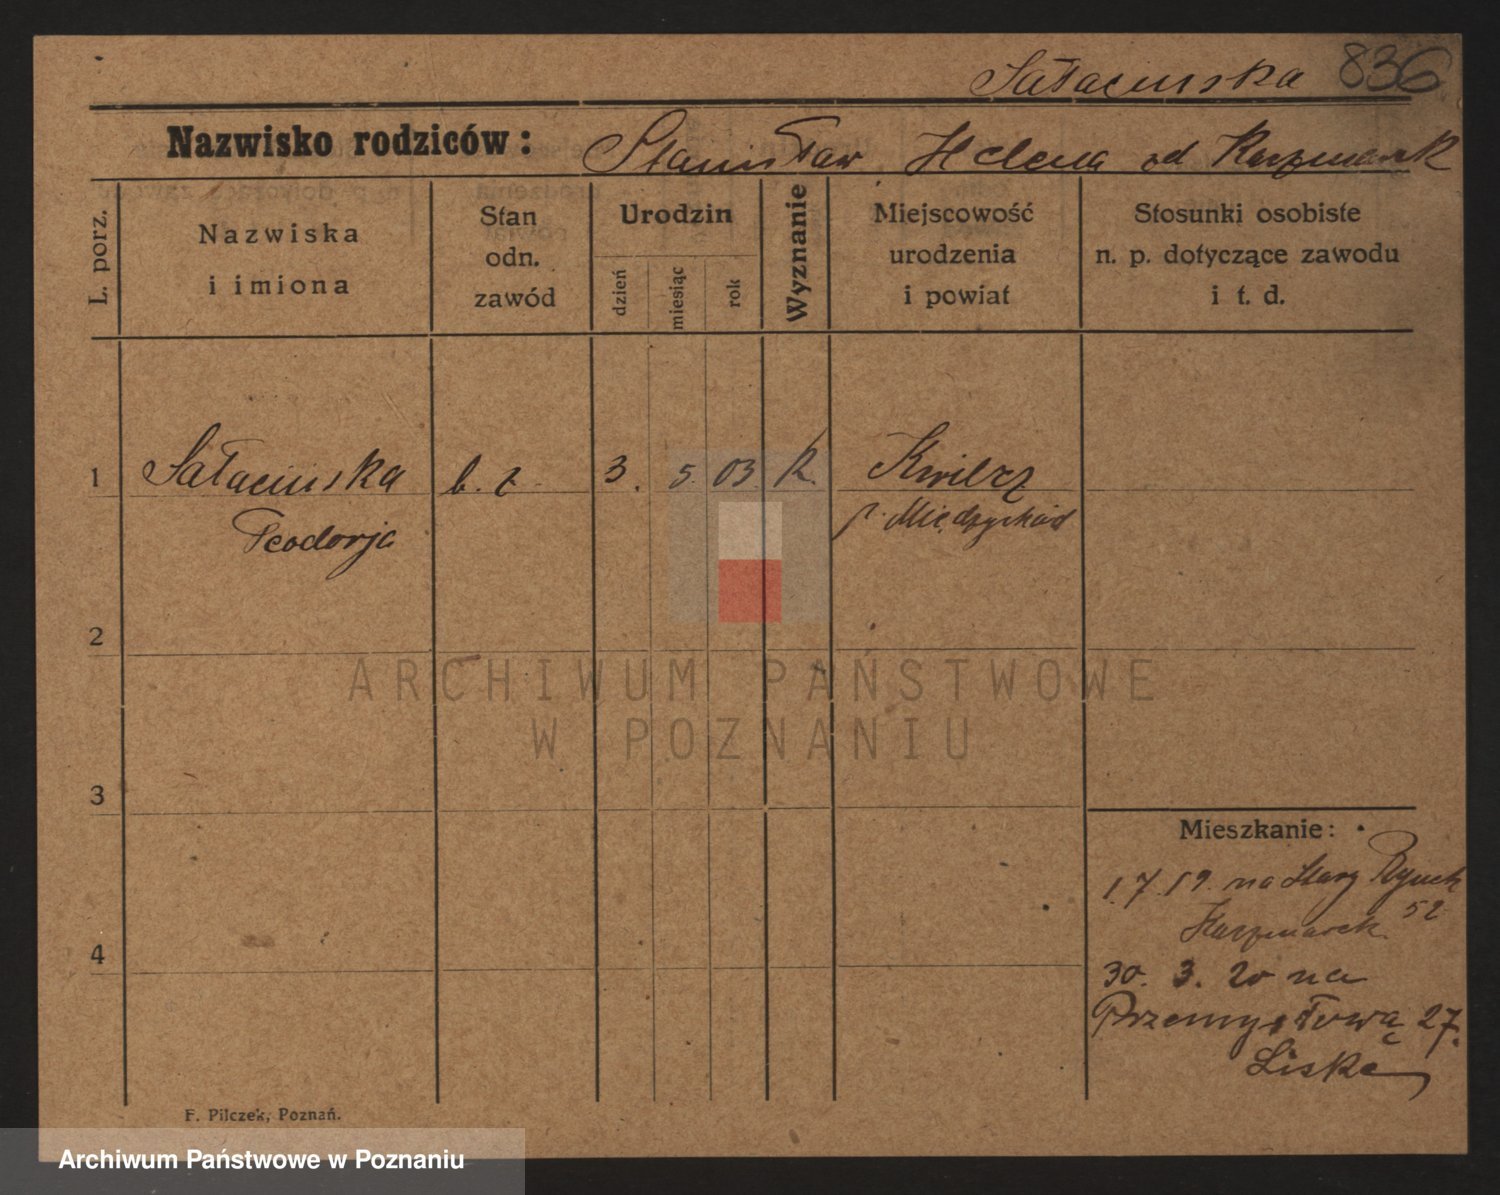 Sałacińska 836
Nazwisko rodziców: Stanisław Helena od Kaczmarek
L. porz.
Nazwiska
i imiona
Stan
odn.
zawód
Urodzin
dzień
miesiąc
rok
Wyznanie
Miejscowość
urodzenia
i powiat
Stosunki osobiste
n. p. dotyczące zawodu
i t. d.
1 Sałacińska b. z. 3. 5. 03. K. Kwilcz
Teodorja p. Międzychód
2
ARCHIWUM PAŃSTWOWE
W POZNANIU
3
Mieszkanie:
1.7.19. na Stary Rynek
52
Kaczmarek
4
30. 3. 20 na
Przemysłową 27.
Liske
F. Pilczek, Poznań.
Archiwum Państwowe w Poznaniu